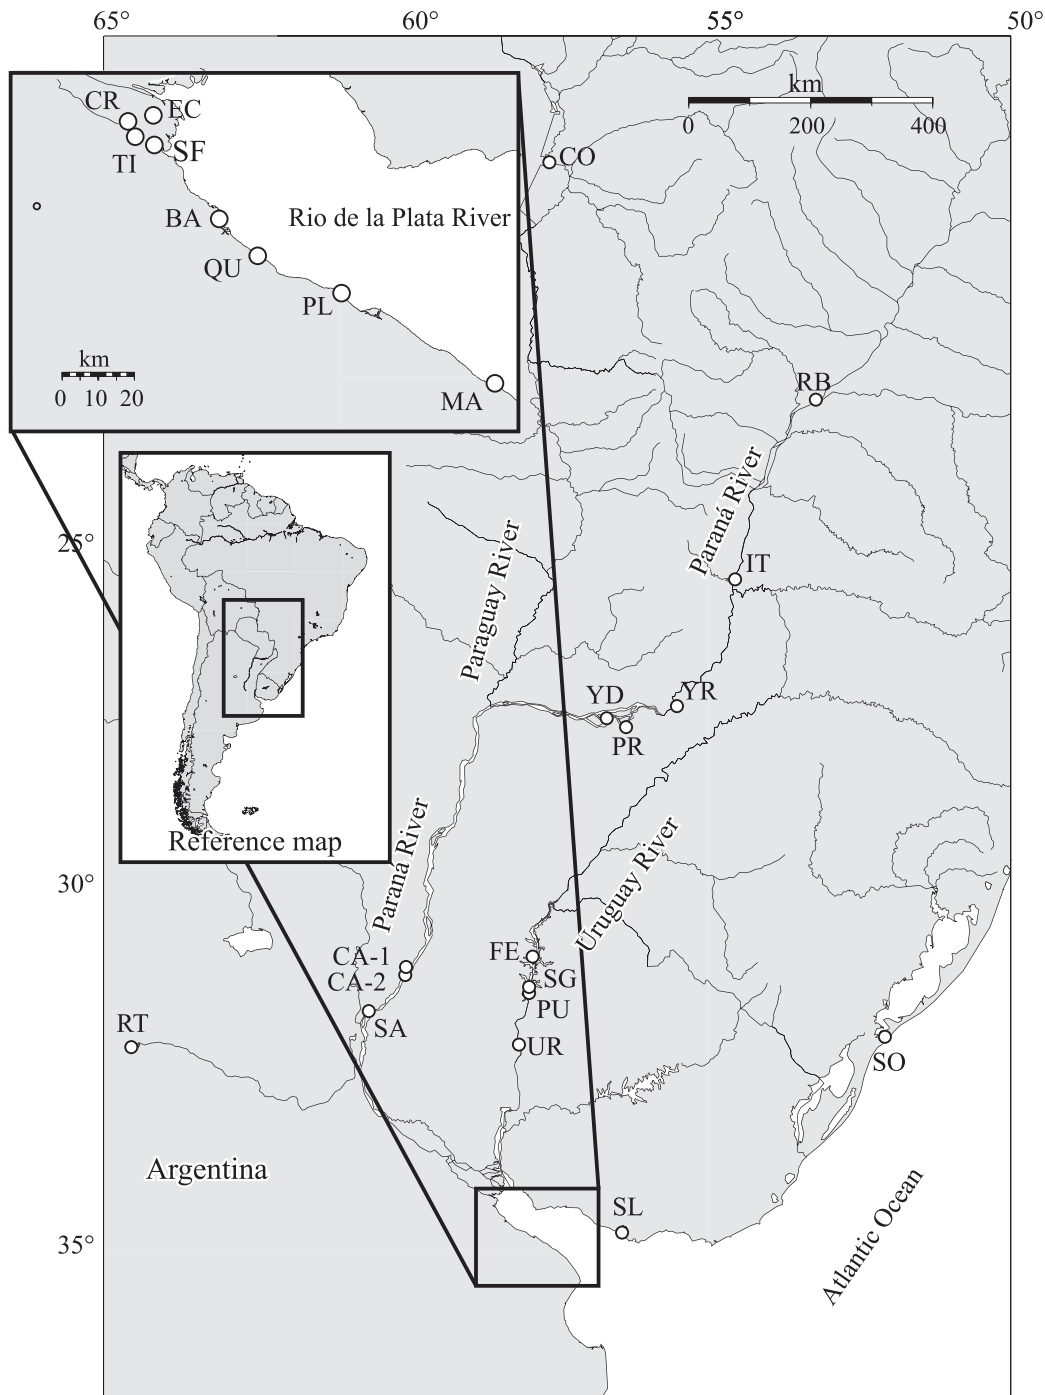 65°
60°
55°
50°
km
0
200
400
CR
EC
TI
SF
BA
Rio de la Plata River
QU
PL
MA
km
0 10 20
CO
RB
Paraná River
IT
25°
Paraguay River
YD
YR
PR
Reference map
Paraná River
Uruguay River
30°
CA-1
CA-2
SA
FE
SG
PU
UR
RT
SO
Argentina
SL
Atlantic Ocean
35°